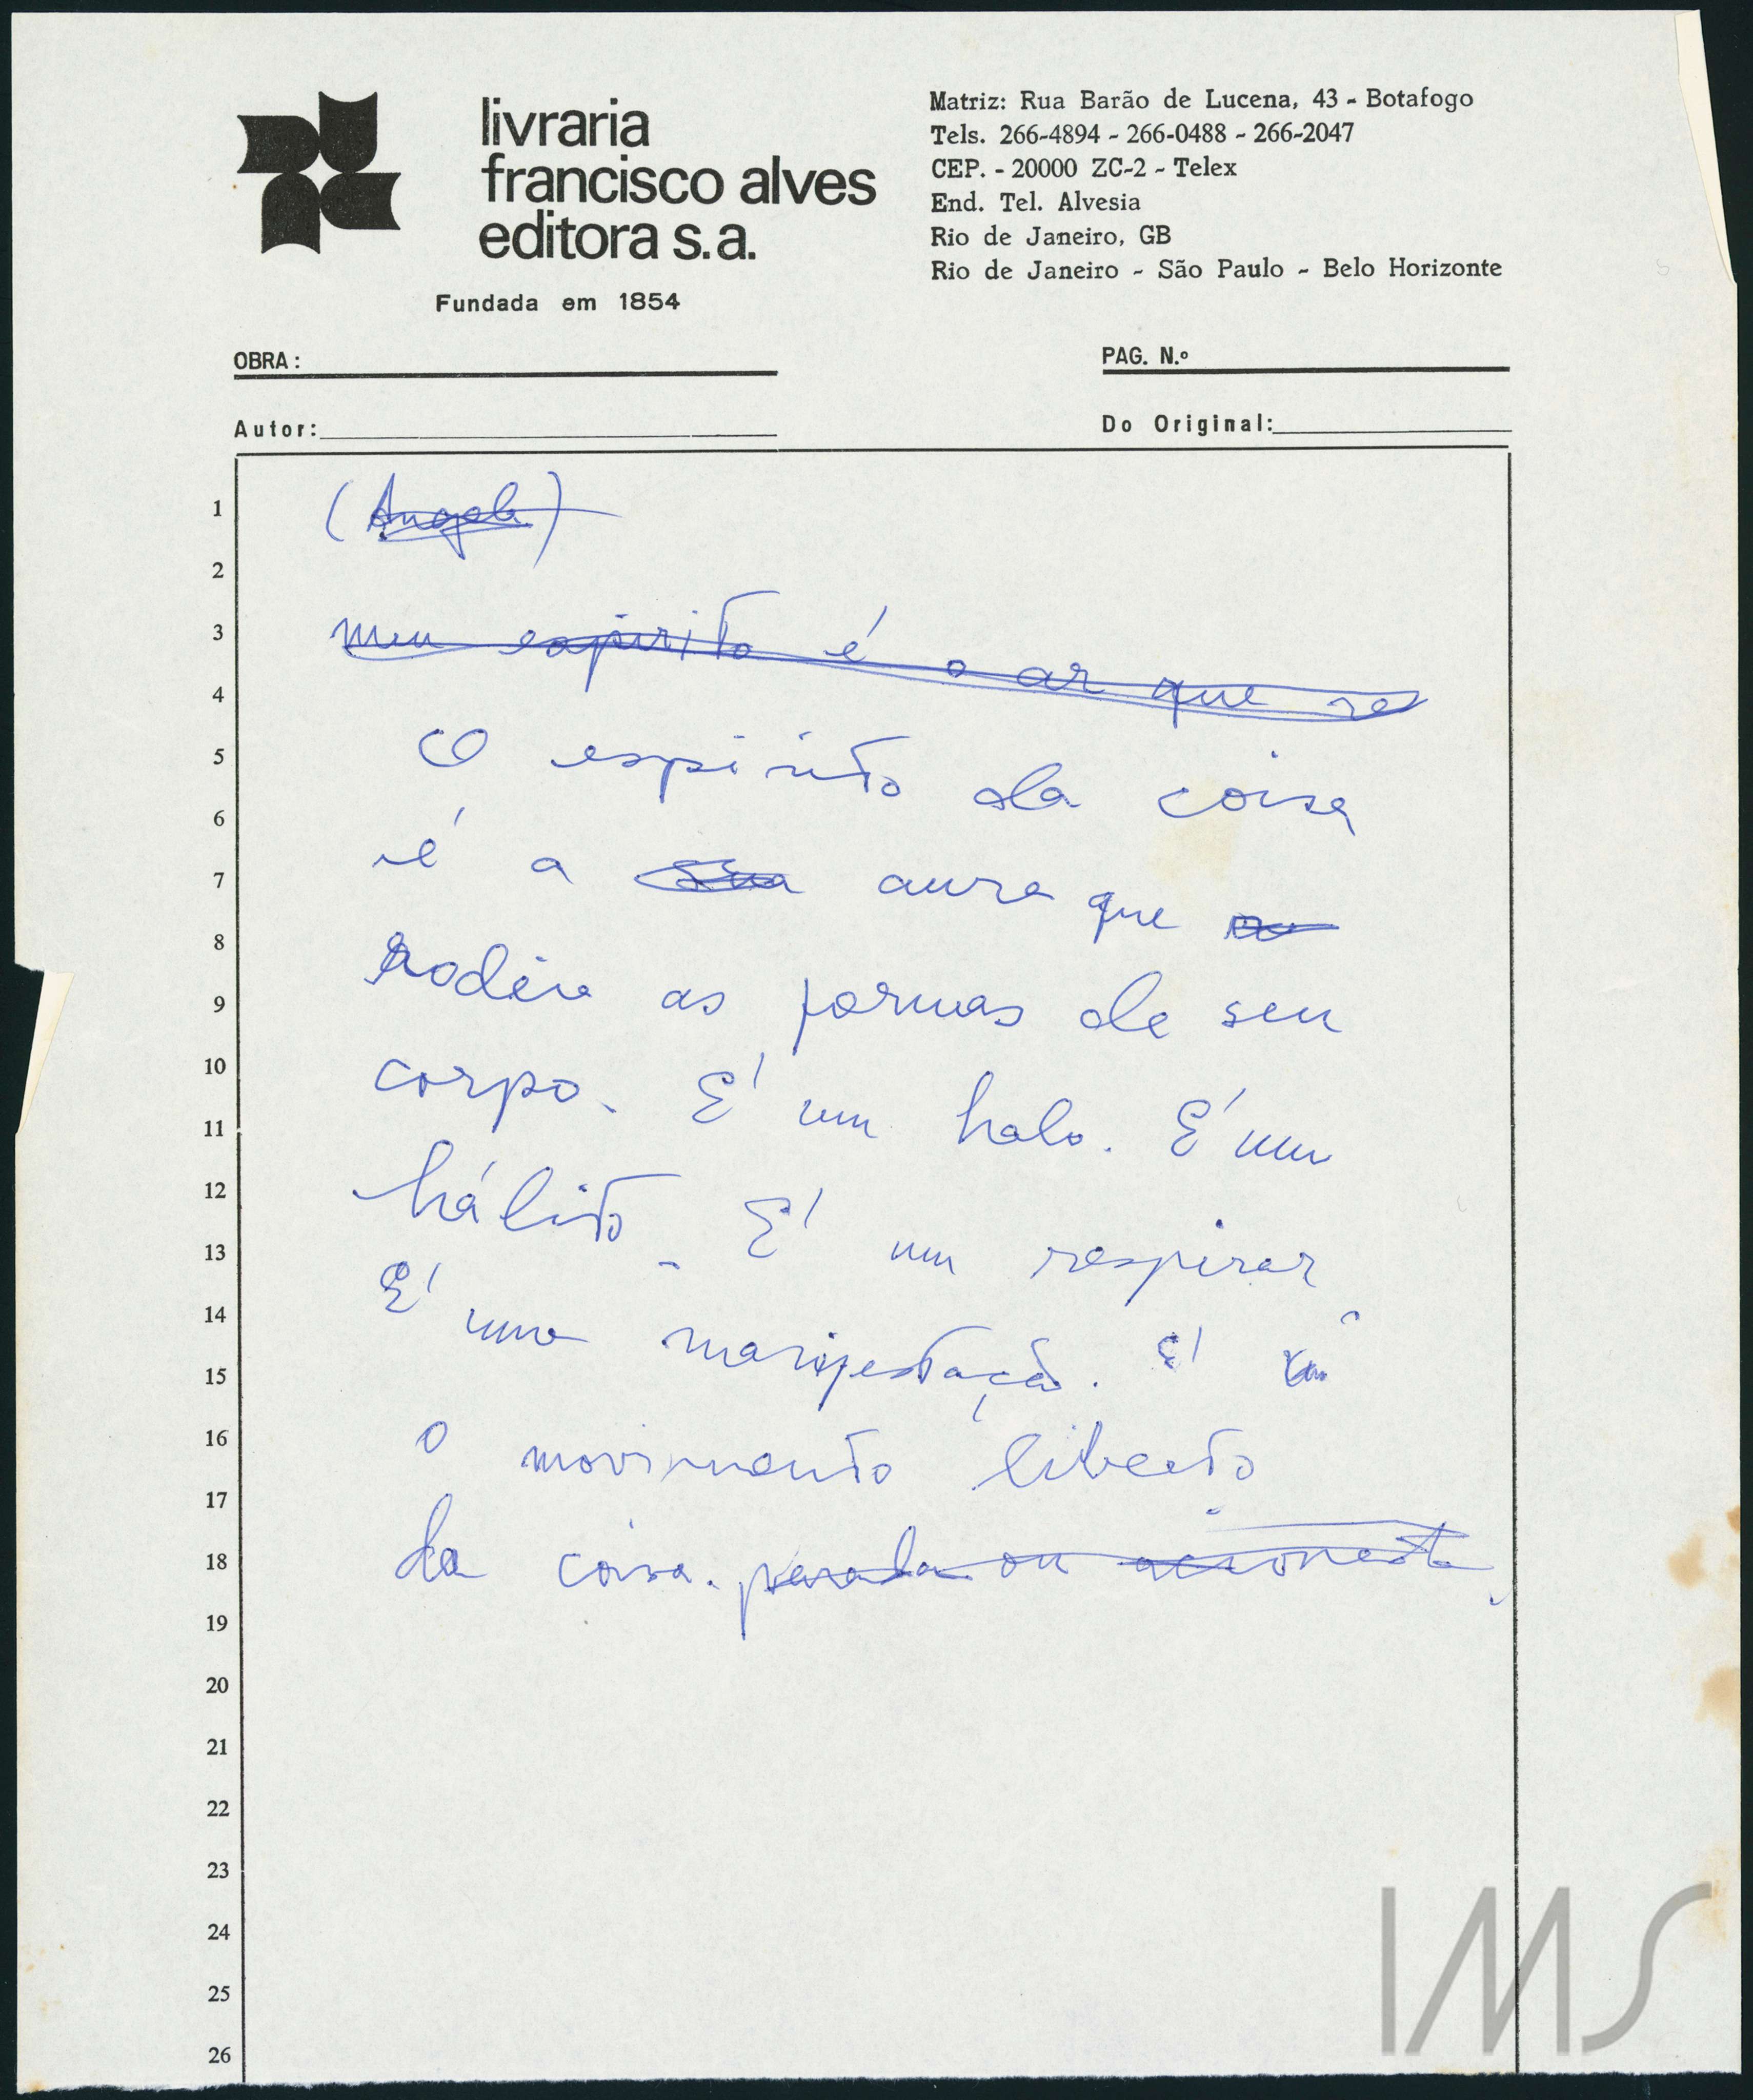 livraria
francisco alves
editora s.a.
Fundada em 1854
Matriz: Rua Barão de Lucena, 43 - Botafogo
Tels. 266-4894 - 266-0488 - 266-2047
CEP. - 20000 ZC-2 - Telex
End. Tel. Alvesia
Rio de Janeiro, GB
Rio de Janeiro - São Paulo - Belo Horizonte
OBRA:
PAG. N.º
Autor:
Do Original:
1
(Angela)
2
3
meu espirito é o ar que se
4
5
O espirito da coisa
6
é a sua aura que
7
8
rodeia as formas de seu
9
10
corpo. É um halo. É um
11
12
hálito. É um respirar
13
É uma manifestação. É
14
15
16
o movimento liberto
17
18
da coisa. parada ou
19
20
21
22
23
24
25
26
IMS